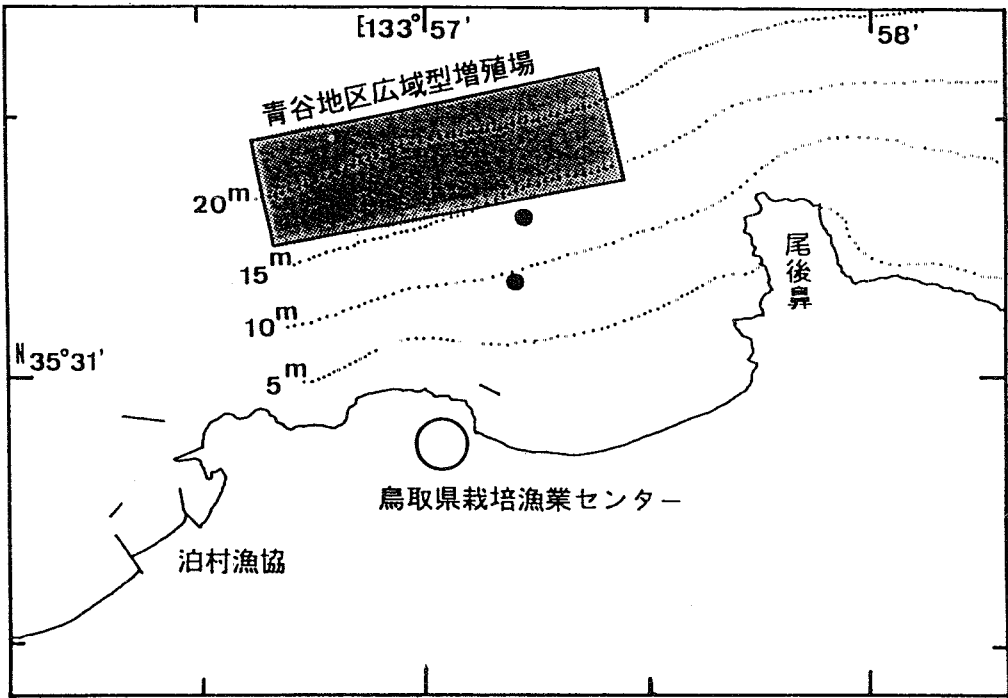 E133°57'
58'
青谷地区広域型増殖場
20m
15m
10m
5m
尾後鼻
N35°31'
鳥取県栽培漁業センター
泊村漁協